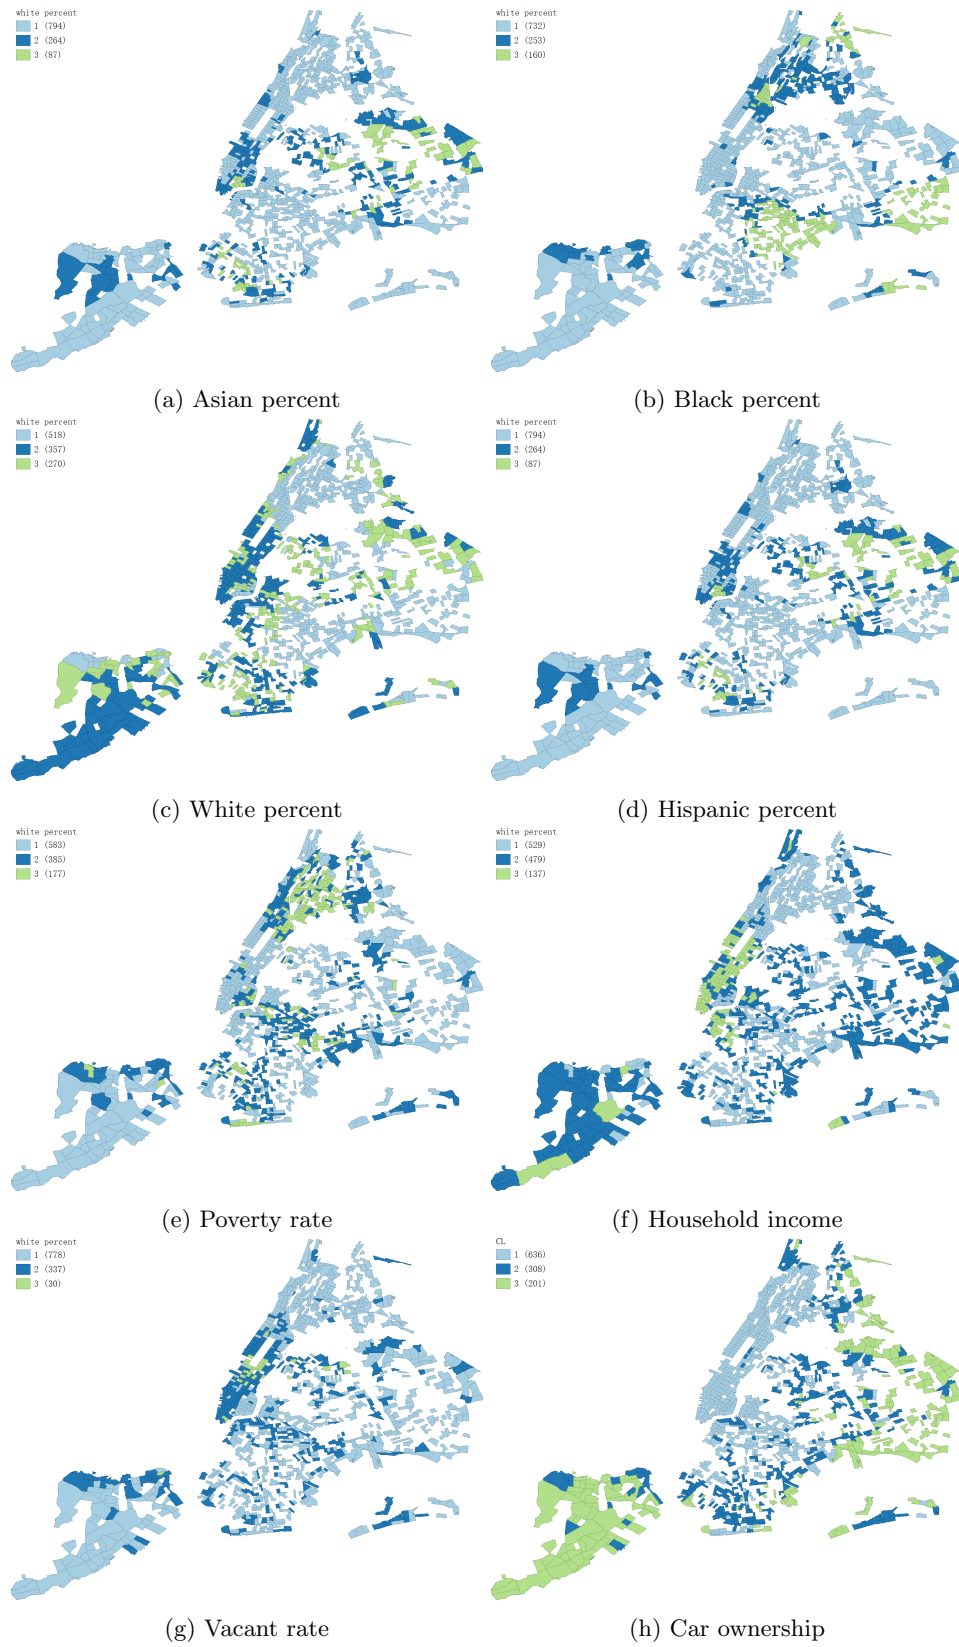 white percent
1 (794)
2 (264)
3 (87)
white percent
1 (732)
2 (253)
3 (160)
(a) Asian percent
(b) Black percent
white percent
1 (518)
2 (357)
3 (270)
white percent
1 (794)
2 (264)
3 (87)
(c) White percent
(d) Hispanic percent
white percent
1 (583)
2 (385)
3 (177)
white percent
1 (529)
2 (479)
3 (137)
(e) Poverty rate
(f) Household income
white percent
1 (778)
2 (337)
3 (30)
CL
1 (636)
2 (308)
3 (201)
(g) Vacant rate
(h) Car ownership